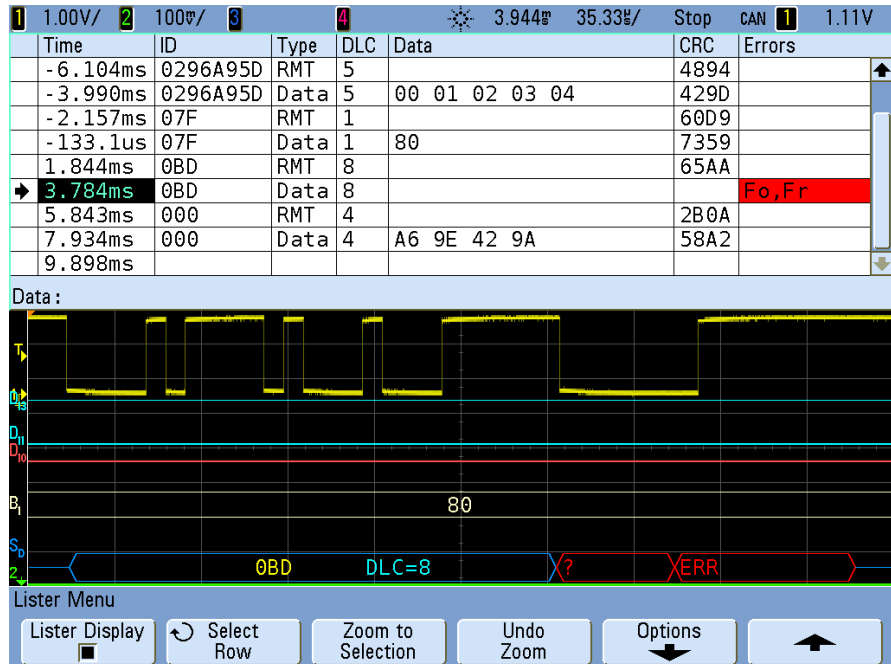 1 1.00V/ 2 100mV/ 3 4 3.944ms 35.33us/ Stop CAN 1 1.11V
Time ID Type DLC Data CRC Errors
-6.104ms 0296A95D RMT 5 4894
-3.990ms 0296A95D Data 5 00 01 02 03 04 429D
-2.157ms 07F RMT 1 60D9
-133.1us 07F Data 1 80 7359
1.844ms 0BD RMT 8 65AA
3.784ms 0BD Data 8 Fo,Fr
5.843ms 000 RMT 4 2B0A
7.934ms 000 Data 4 A6 9E 42 9A 58A2
9.898ms
Data:
T
D13
D11
D10
B1 80
S0
2 0BD DLC=8 ? ERR
Lister Menu
Lister Display Select Row Zoom to Selection Undo Zoom Options